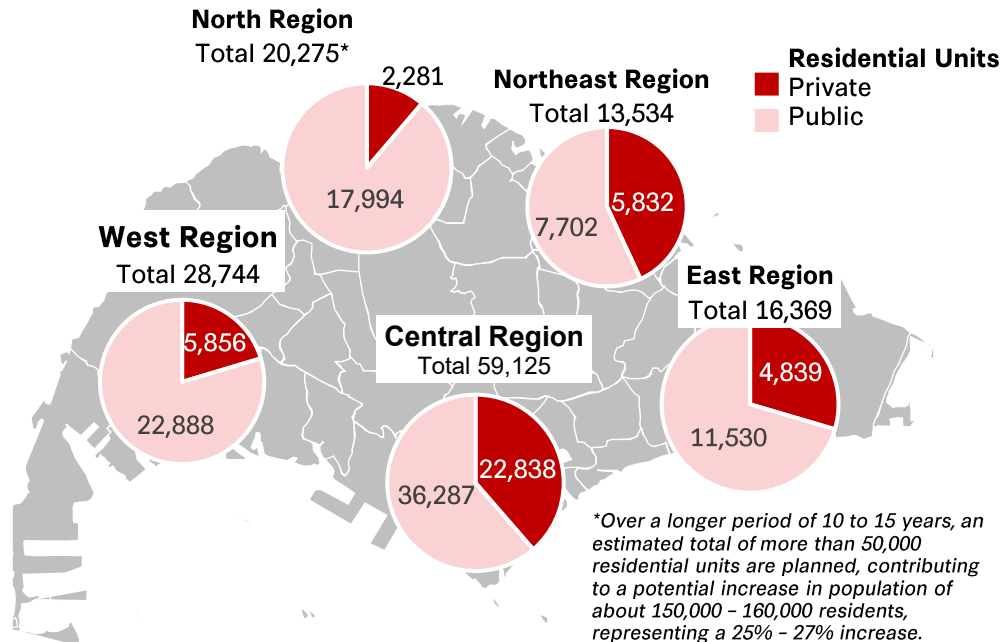 North Region
Total 20,275*
2,281
17,994
Northeast Region
Total 13,534
5,832
7,702
Residential Units
Private
Public
West Region
Total 28,744
5,856
22,888
Central Region
Total 59,125
22,838
36,287
East Region
Total 16,369
4,839
11,530
*Over a longer period of 10 to 15 years, an
estimated total of more than 50,000
residential units are planned, contributing
to a potential increase in population of
about 150,000 – 160,000 residents,
representing a 25% – 27% increase.